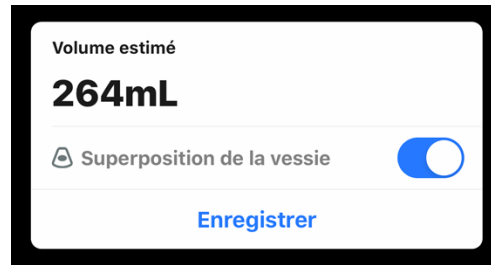 Volume estimé
264mL
Superposition de la vessie
Enregistrer